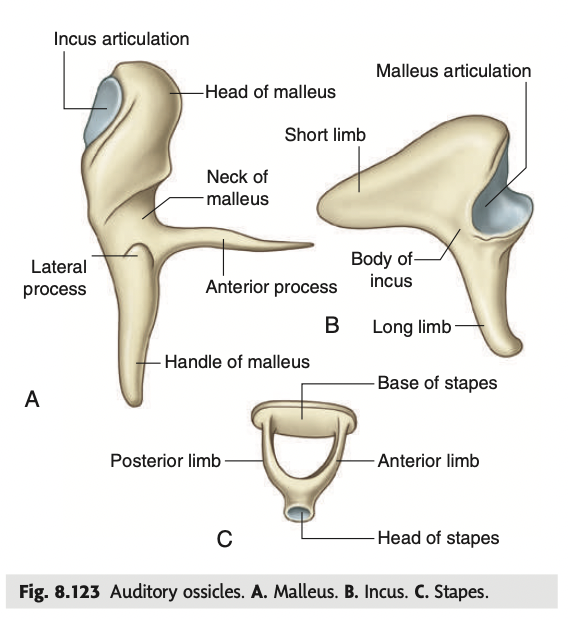 Incus articulation
Head of malleus
Neck of
malleus
Lateral
process
Anterior process
Handle of malleus
A
Malleus articulation
Short limb
Body of
incus
Long limb
B
Base of stapes
Posterior limb
Anterior limb
Head of stapes
C
Fig. 8.123 Auditory ossicles. A. Malleus. B. Incus. C. Stapes.